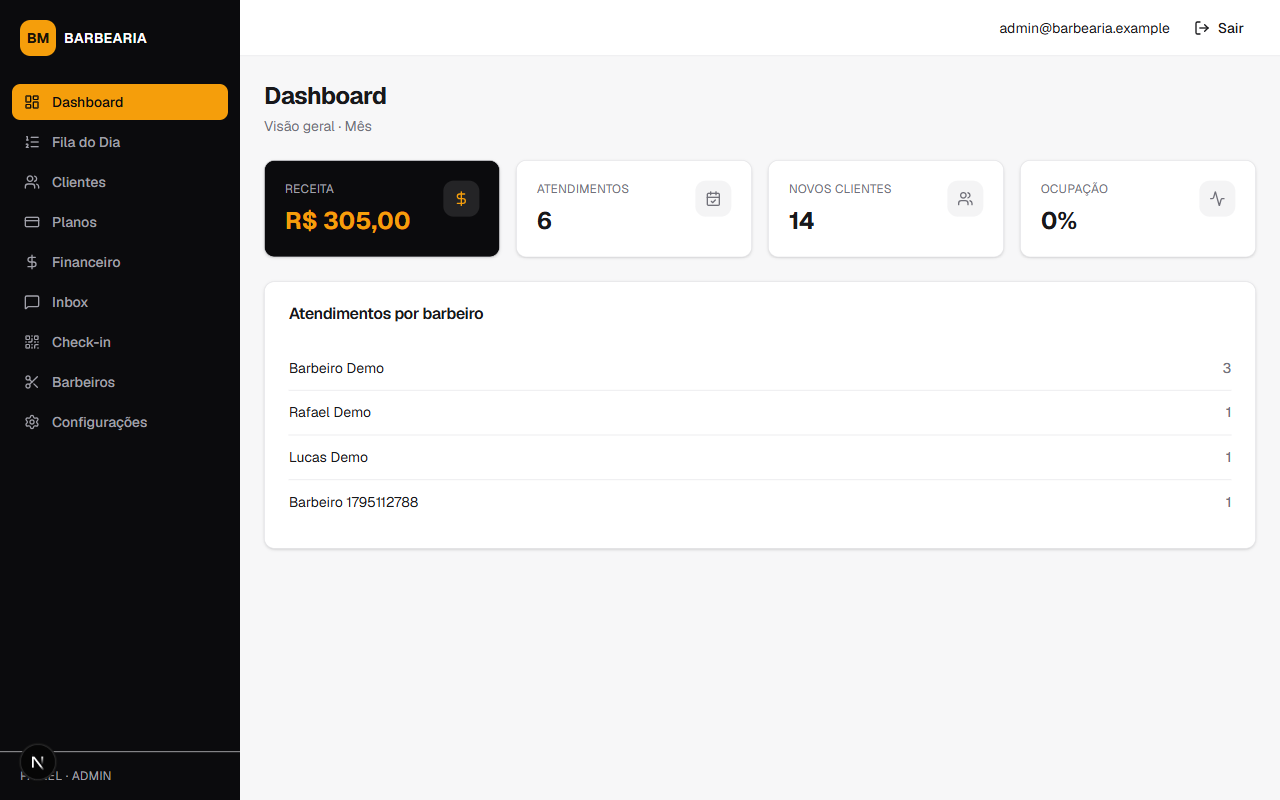 BM BARBEARIA
Dashboard
Fila do Dia
Clientes
Planos
Financeiro
Inbox
Check-in
Barbeiros
Configurações
N
· ADMIN
admin@barbearia.example Sair
Dashboard
Visão geral · Mês
RECEITA
R$ 305,00
ATENDIMENTOS
6
NOVOS CLIENTES
14
OCUPAÇÃO
0%
Atendimentos por barbeiro
Barbeiro Demo 3
Rafael Demo 1
Lucas Demo 1
Barbeiro 1795112788 1